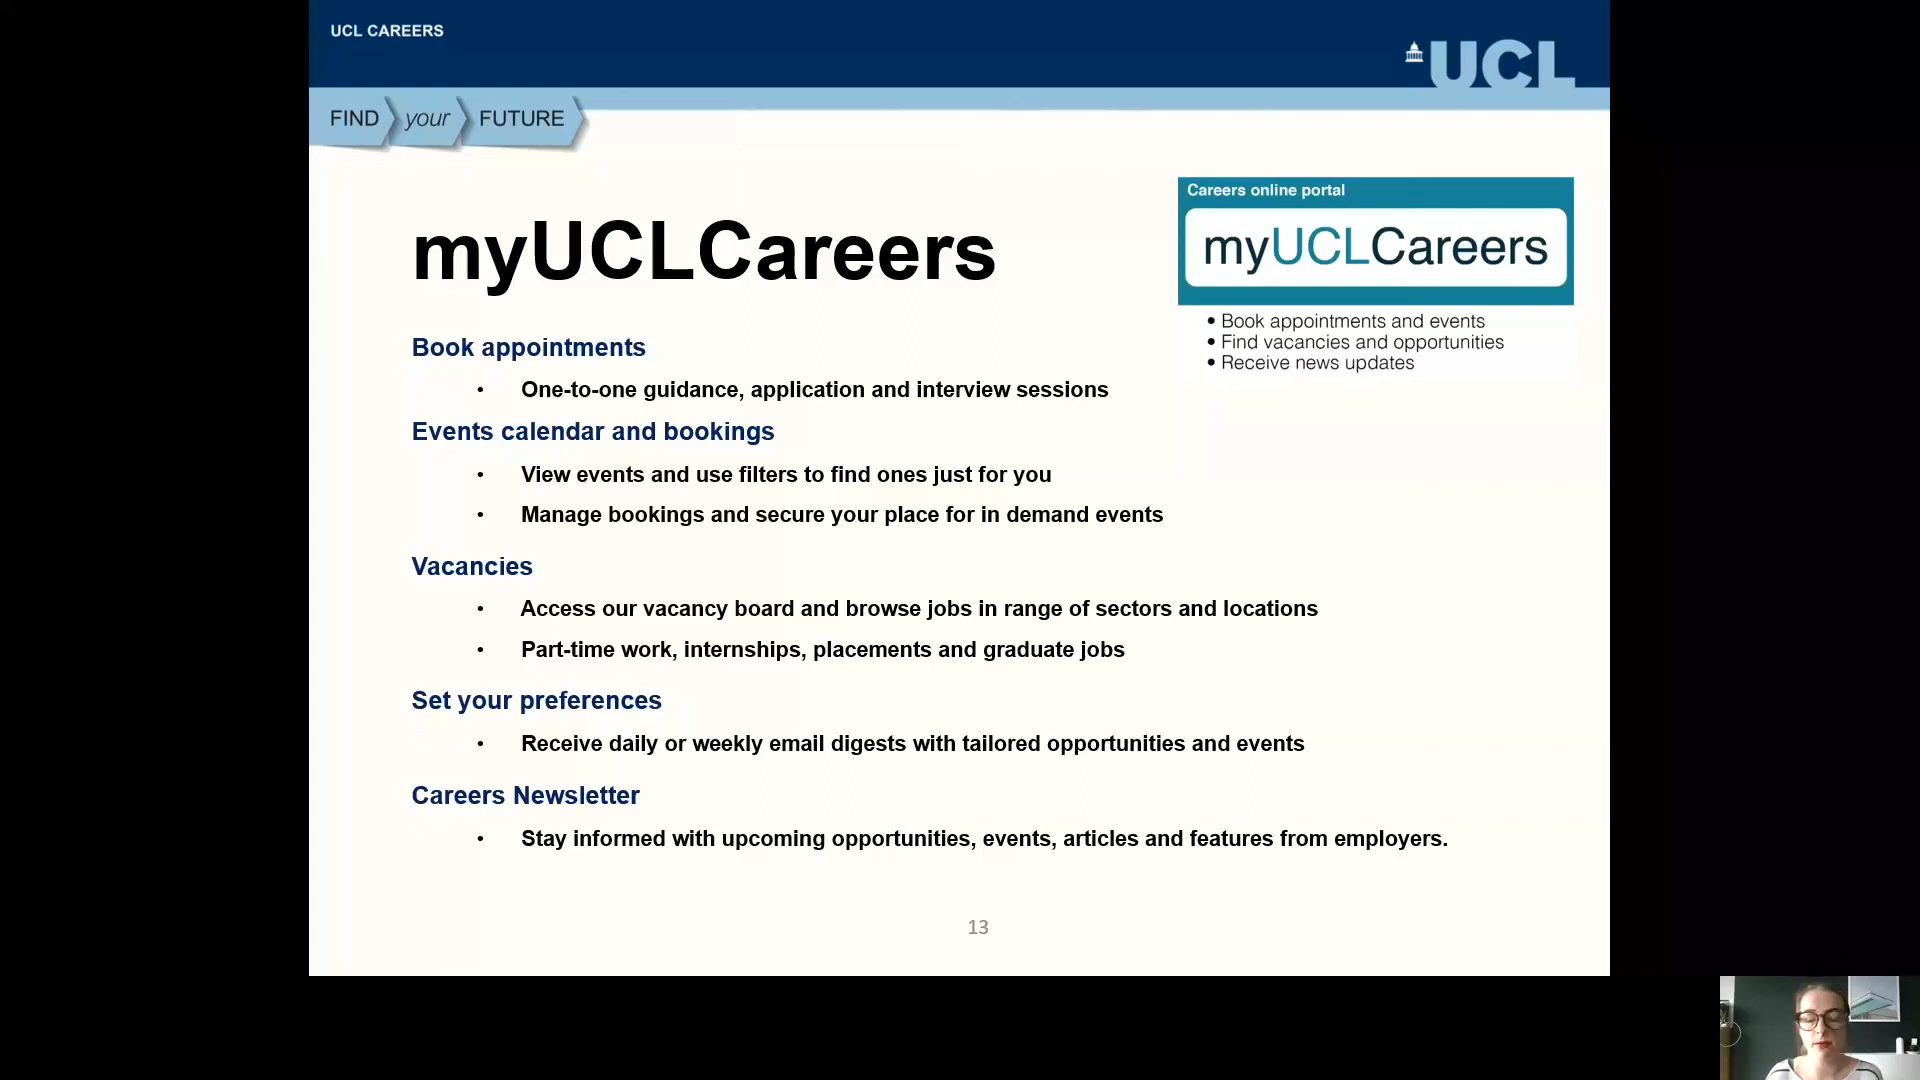 UCL CAREERS
UCL
FIND your FUTURE
Careers online portal
myUCLCareers
• Book appointments and events
• Find vacancies and opportunities
• Receive news updates
myUCLCareers
Book appointments
• One-to-one guidance, application and interview sessions
Events calendar and bookings
• View events and use filters to find ones just for you
• Manage bookings and secure your place for in demand events
Vacancies
• Access our vacancy board and browse jobs in range of sectors and locations
• Part-time work, internships, placements and graduate jobs
Set your preferences
• Receive daily or weekly email digests with tailored opportunities and events
Careers Newsletter
• Stay informed with upcoming opportunities, events, articles and features from employers.
13